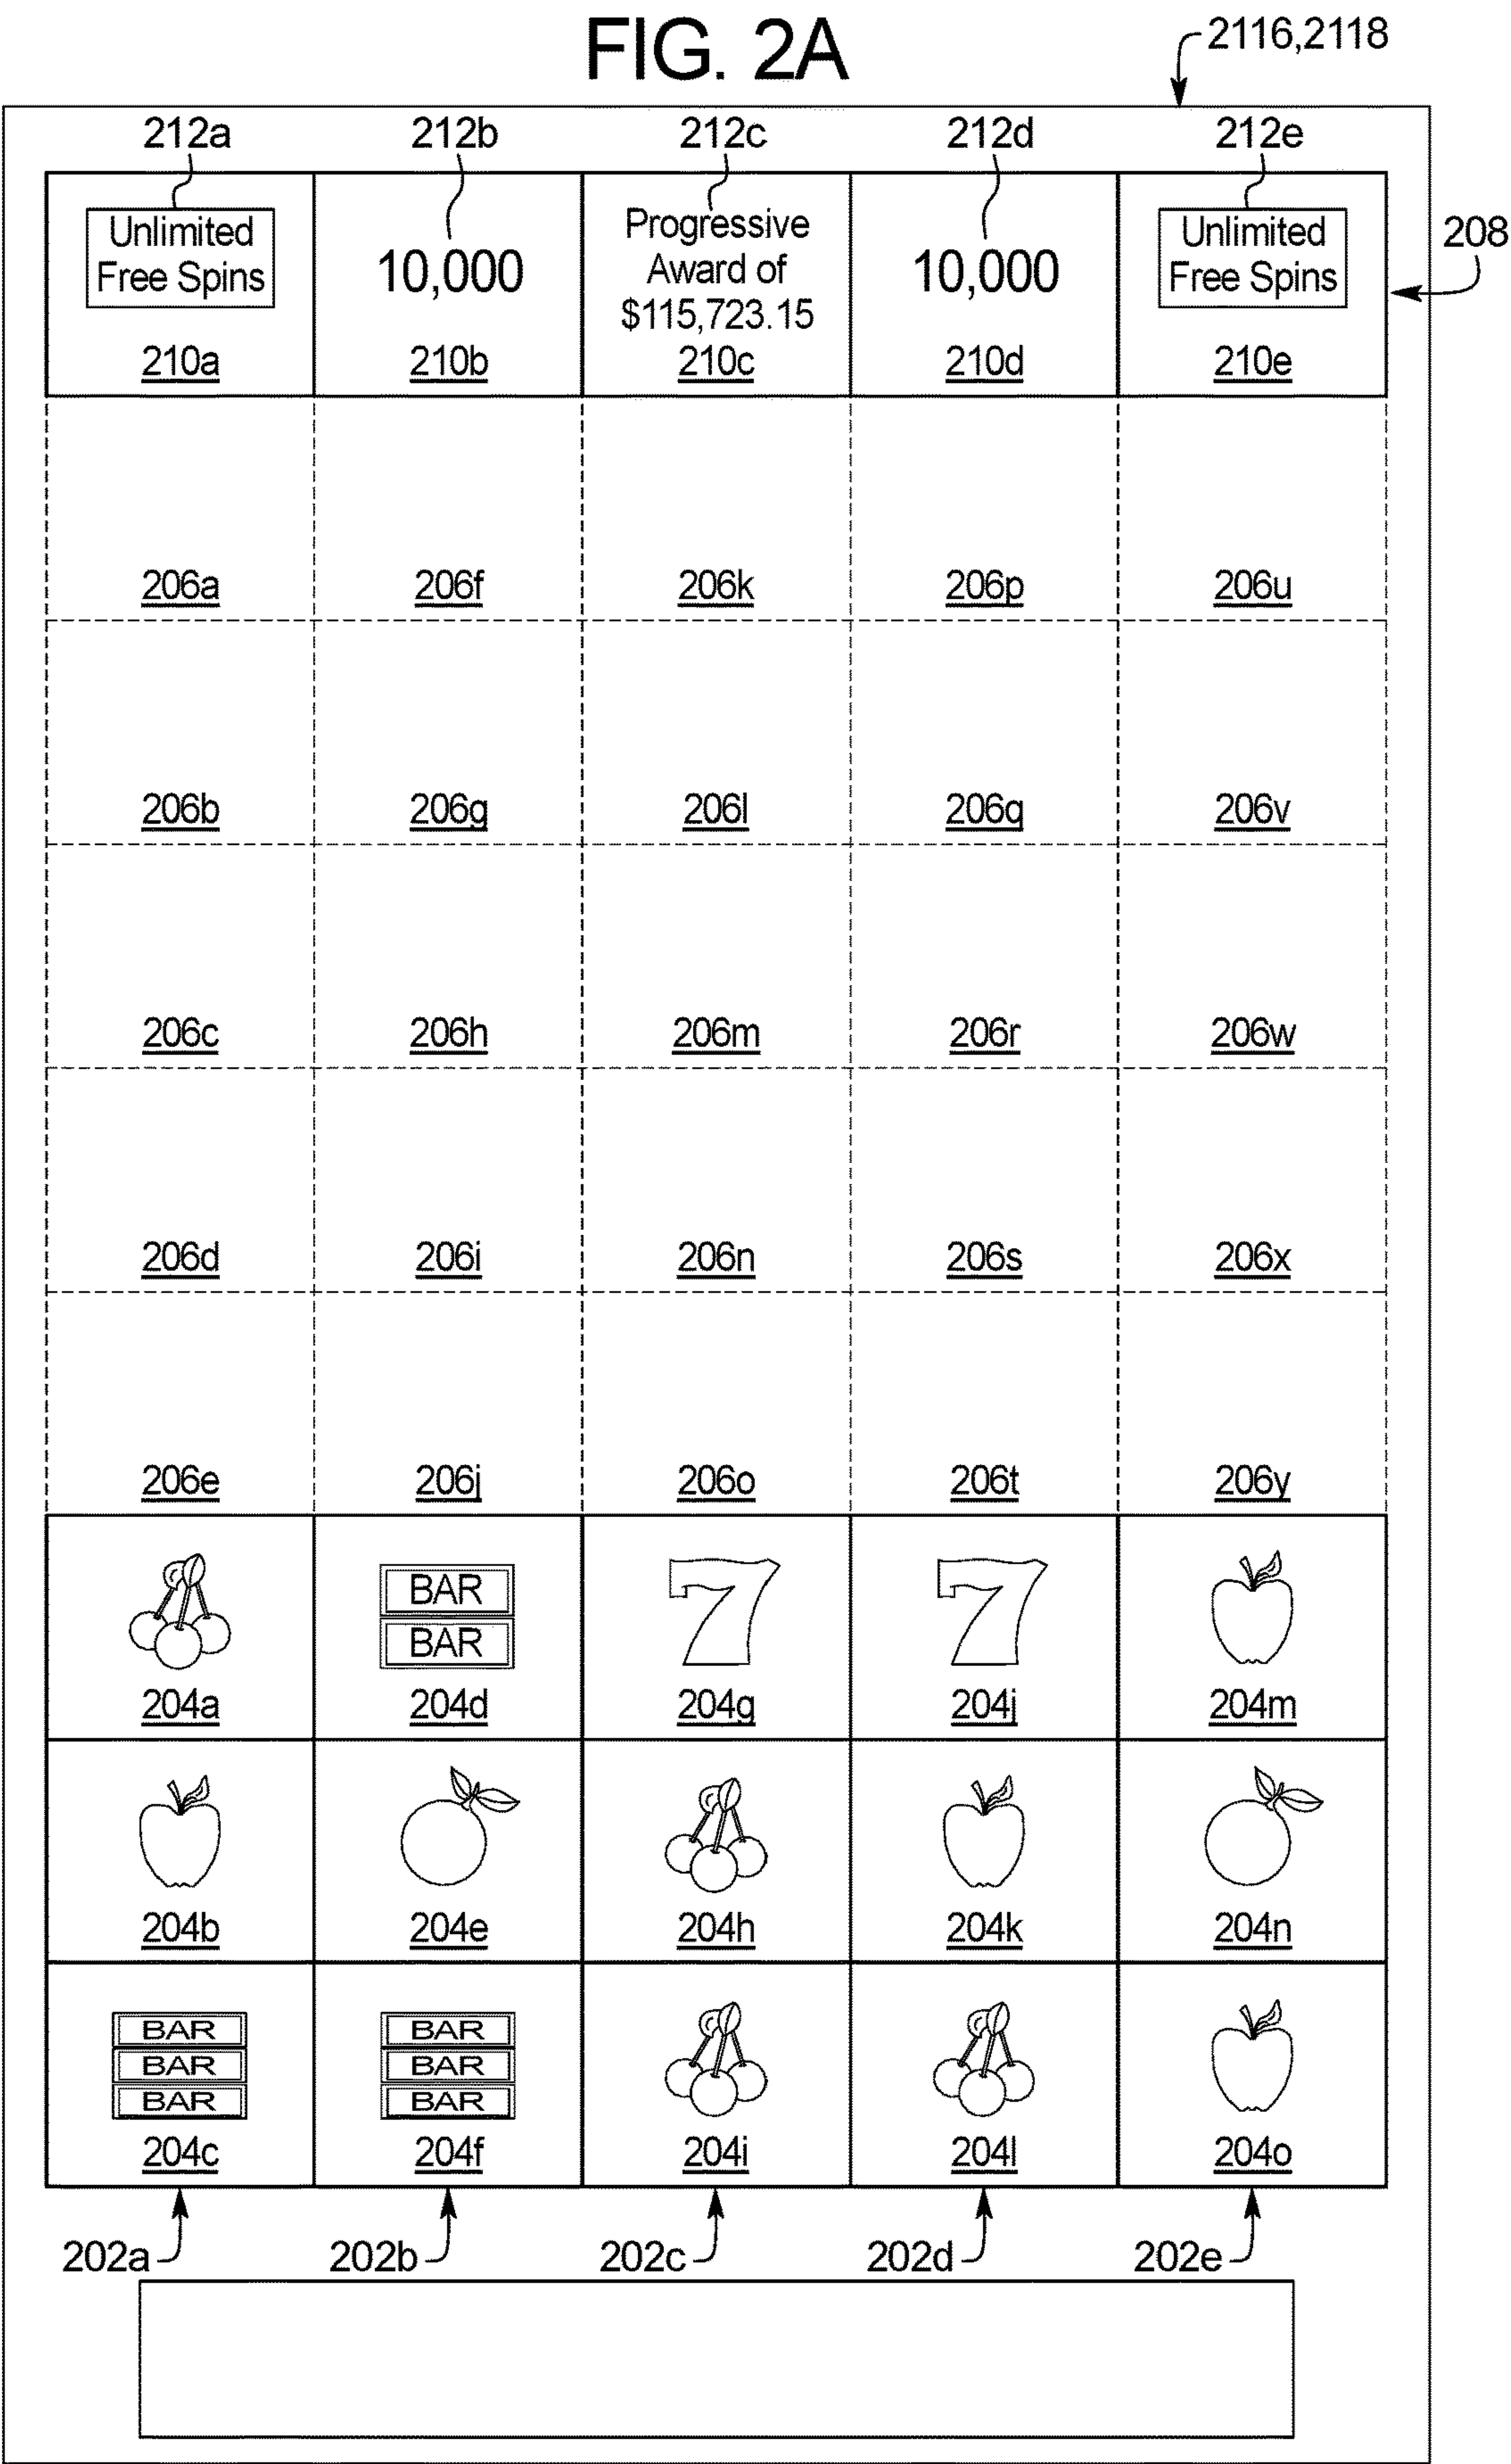 FIG. 2A
2116,2118
212a 212b 212c 212d 212e
Unlimited
Free Spins
210a
10,000
210b
Progressive
Award of
$115,723.15
210c
10,000
210d
Unlimited
Free Spins
210e
208
206a 206f 206k 206p 206u
206b 206g 206l 206q 206v
206c 206h 206m 206r 206w
206d 206i 206n 206s 206x
206e 206j 206o 206t 206y
BAR
BAR
7 7
204a 204d 204g 204j 204m
204b 204e 204h 204k 204n
BAR BAR
BAR BAR
BAR BAR
204c 204f 204i 204l 204o
202a 202b 202c 202d 202e